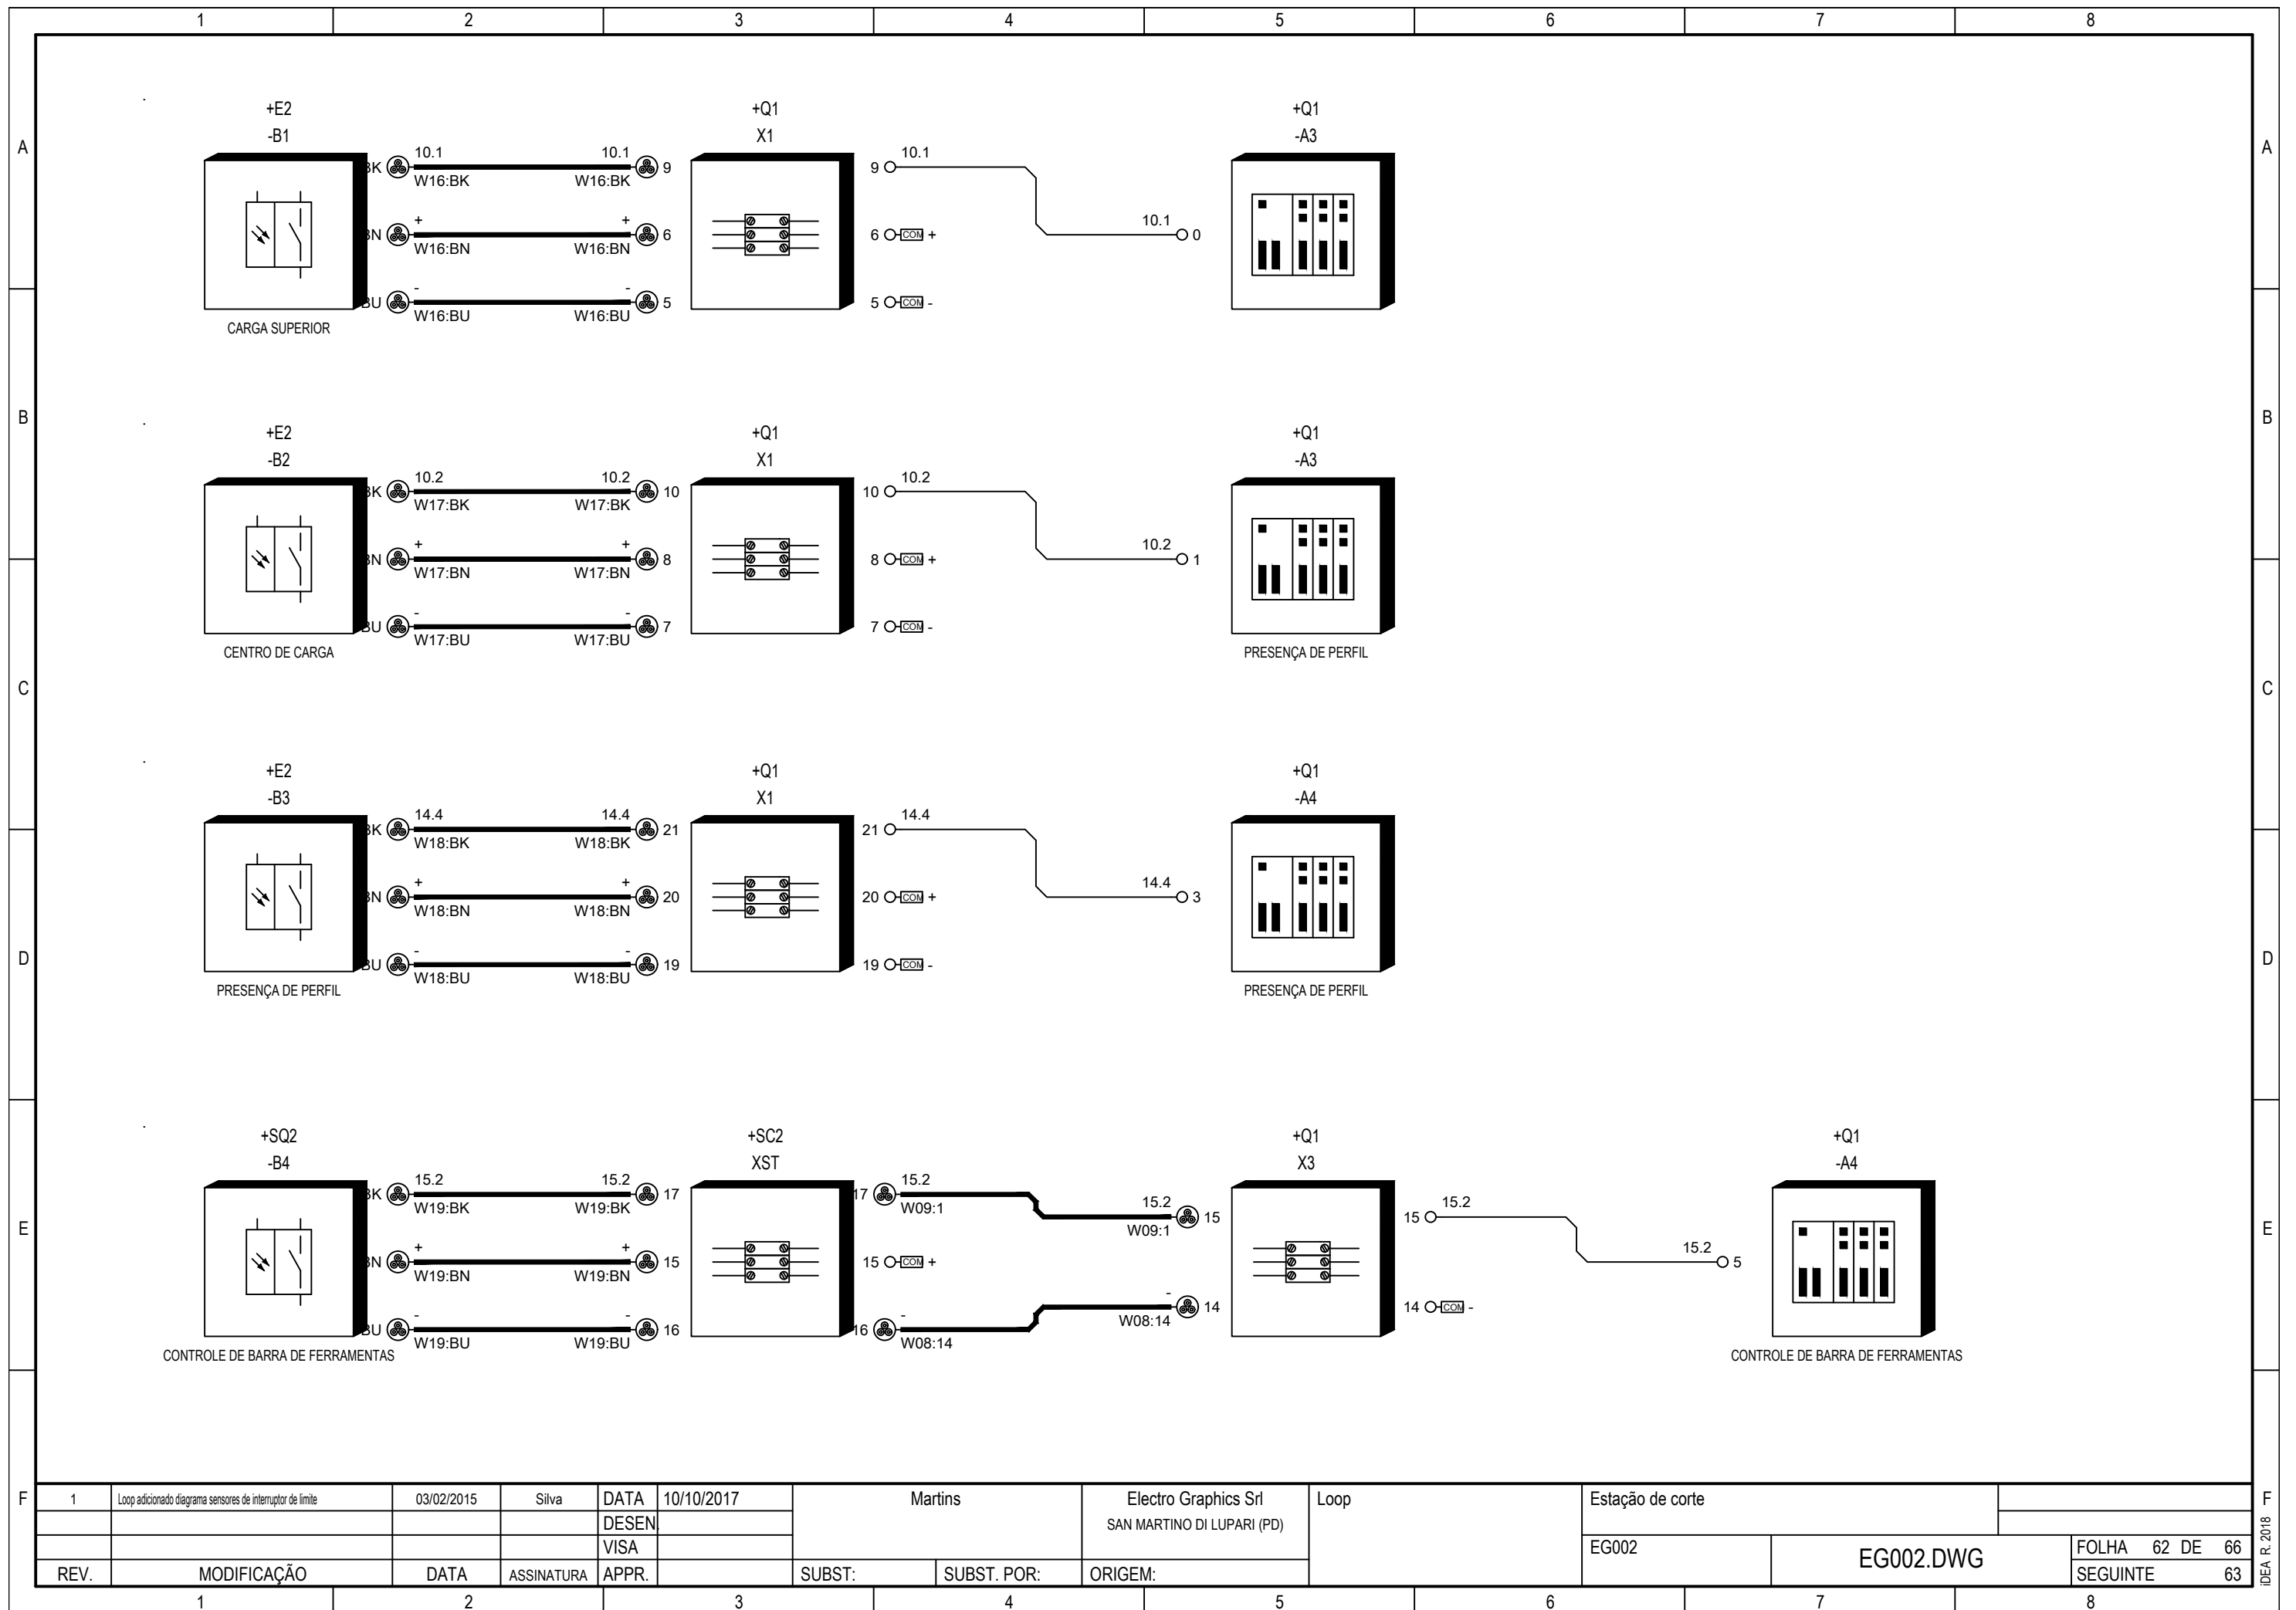 1 2 3 4 5 6 7 8
A A
+E2 +Q1 +Q1
-B1 X1 -A3
BK 10.1 10.1 9 9 10.1
W16:BK W16:BK
BN + + 6 6 COM + 10.1 0
W16:BN W16:BN
BU - - 5 5 COM -
W16:BU W16:BU
CARGA SUPERIOR
B B
+E2 +Q1 +Q1
-B2 X1 -A3
BK 10.2 10.2 10 10 10.2
W17:BK W17:BK
BN + + 8 8 COM + 10.2 1
W17:BN W17:BN
BU - - 7 7 COM -
W17:BU W17:BU
CENTRO DE CARGA PRESENÇA DE PERFIL
C C
+E2 +Q1 +Q1
-B3 X1 -A4
BK 14.4 14.4 21 21 14.4
W18:BK W18:BK
BN + + 20 20 COM + 14.4 3
W18:BN W18:BN
D D
BU - - 19 19 COM -
W18:BU W18:BU
PRESENÇA DE PERFIL PRESENÇA DE PERFIL
+SQ2 +SC2 +Q1 +Q1
-B4 XST X3 -A4
BK 15.2 15.2 17 17 15.2 15.2 15 15 15.2
W19:BK W19:BK W09:1 W09:1
E E
BN + + 15 15 COM + 15.2 5
W19:BN W19:BN
BU - - 16 16 - - 14 14 COM -
W19:BU W19:BU W08:14 W08:14
CONTROLE DE BARRA DE FERRAMENTAS CONTROLE DE BARRA DE FERRAMENTAS
F F
1 Loop adicionado diagrama sensores de interruptor de limite 03/02/2015 Silva DATA 10/10/2017 Martins Electro Graphics Srl Loop Estação de corte
DESEN. SAN MARTINO DI LUPARI (PD)
VISA EG002 EG002.DWG FOLHA 62 DE 66
REV. MODIFICAÇÃO DATA ASSINATURA APPR. SUBST: SUBST. POR: ORIGEM: SEGUINTE 63
iDEA R. 2018
1 2 3 4 5 6 7 8